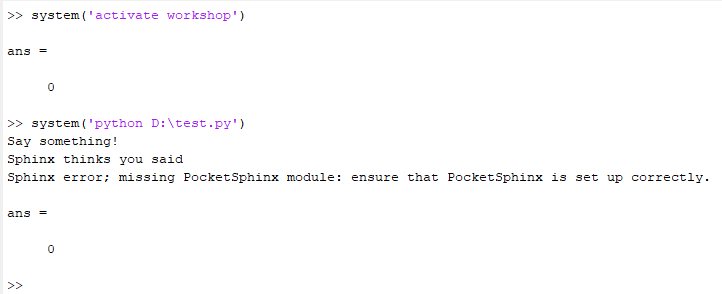 >> system('activate workshop')
ans =
0
>> system('python D:\test.py')
Say something!
Sphinx thinks you said
Sphinx error; missing PocketSphinx module: ensure that PocketSphinx is set up correctly.
ans =
0
>>